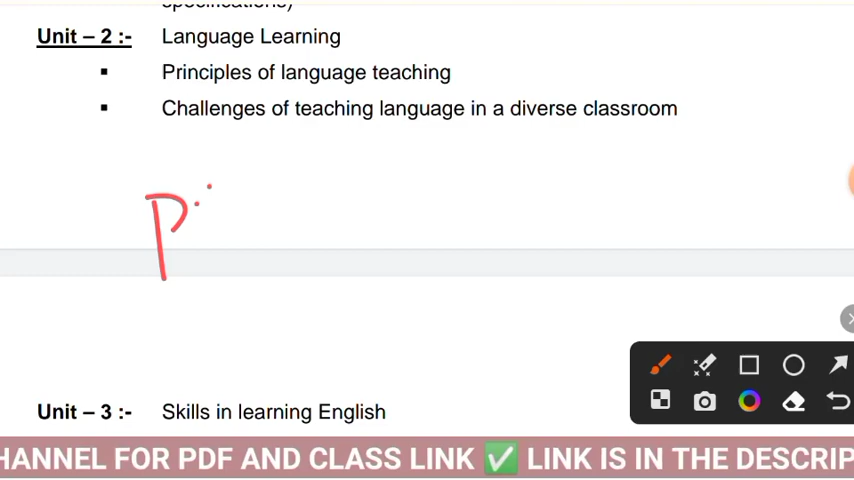 specifications)
Unit – 2 :- Language Learning
▪ Principles of language teaching
▪ Challenges of teaching language in a diverse classroom
P
Unit – 3 :- Skills in learning English
HANNEL FOR PDF AND CLASS LINK ✅ LINK IS IN THE DESCRIP